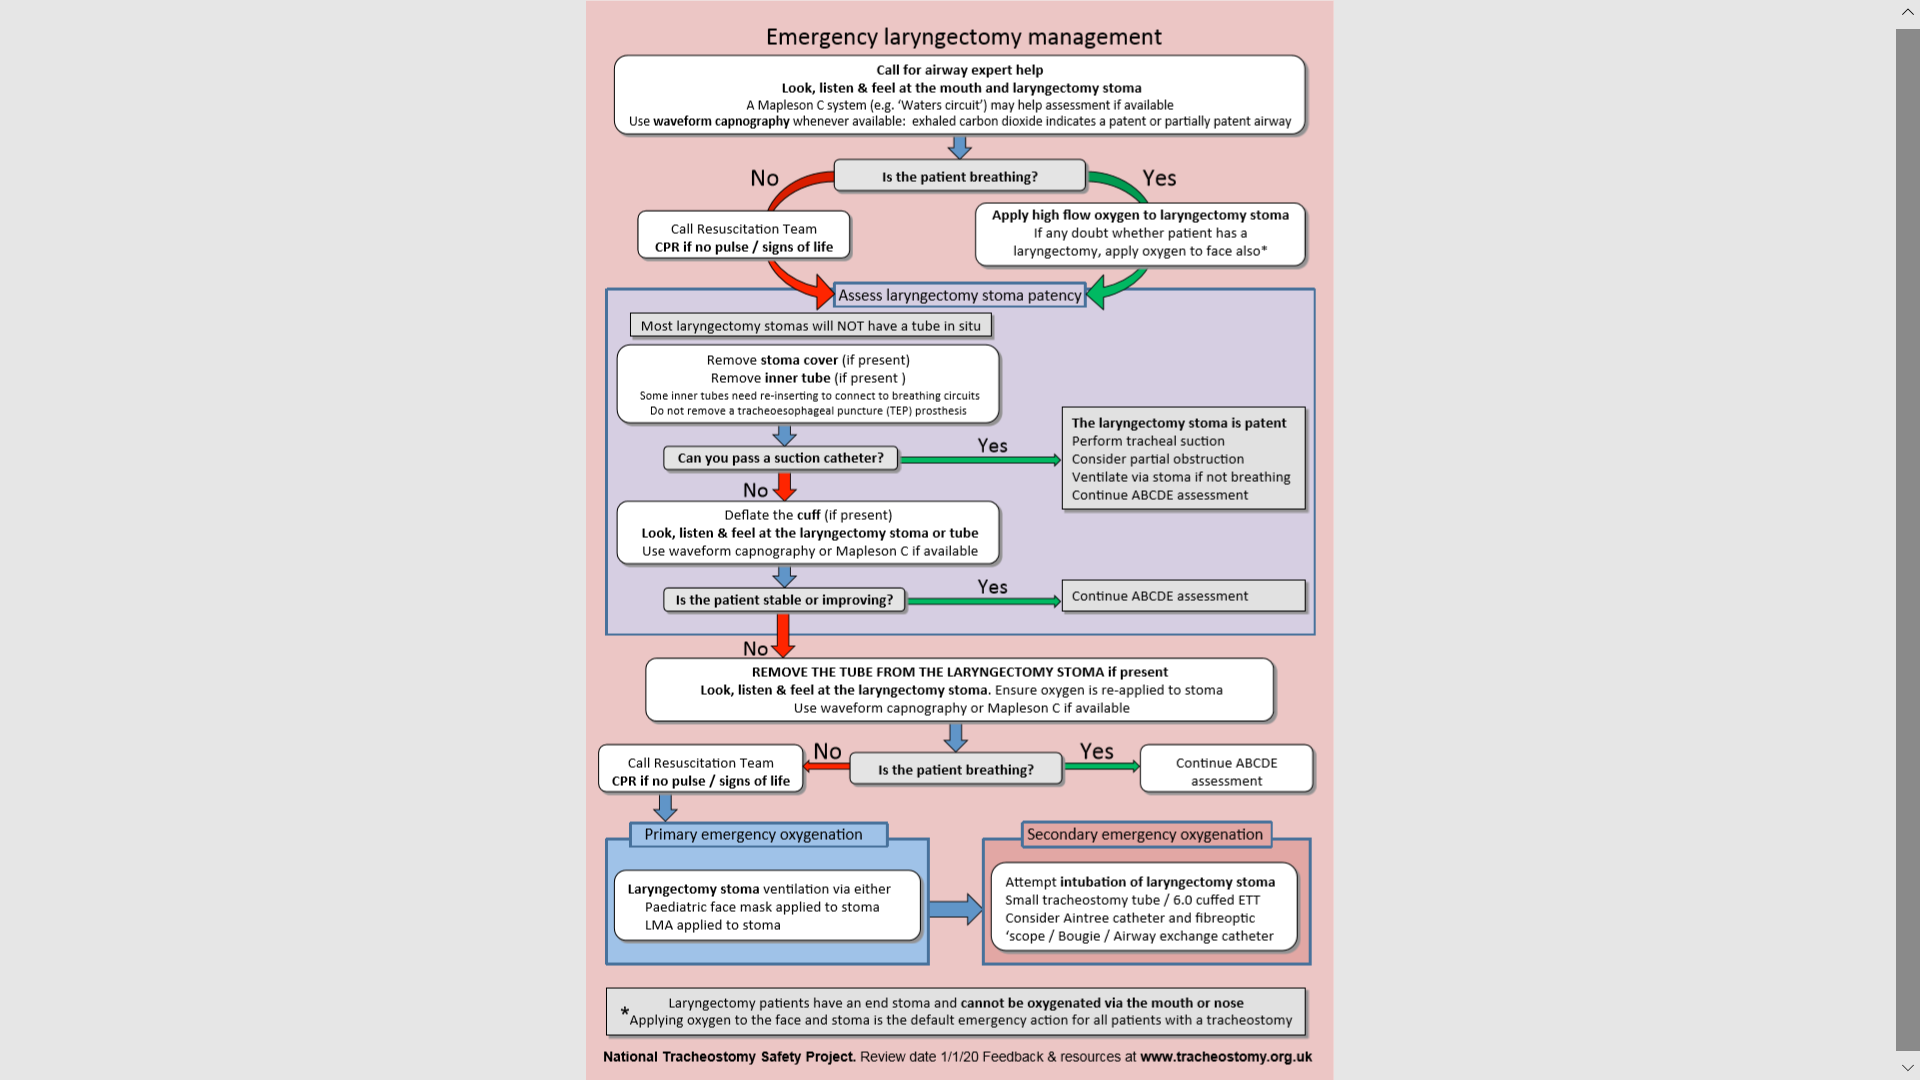 Emergency laryngectomy management
Call for airway expert help
Look, listen & feel at the mouth and laryngectomy stoma
A Mapleson C system (e.g. ‘Waters circuit’) may help assessment if available
Use waveform capnography whenever available:  exhaled carbon dioxide indicates a patent or partially patent airway
Is the patient breathing?
No
Yes
Call Resuscitation Team
CPR if no pulse / signs of life
Apply high flow oxygen to laryngectomy stoma
If any doubt whether patient has a
laryngectomy, apply oxygen to face also*
Assess laryngectomy stoma patency
Most laryngectomy stomas will NOT have a tube in situ
Remove stoma cover (if present)
Remove inner tube (if present )
Some inner tubes need re-inserting to connect to breathing circuits
Do not remove a tracheoesophageal puncture (TEP) prosthesis
Can you pass a suction catheter?
Yes
The laryngectomy stoma is patent
Perform tracheal suction
Consider partial obstruction
Ventilate via stoma if not breathing
Continue ABCDE assessment
No
Deflate the cuff (if present)
Look, listen & feel at the laryngectomy stoma or tube
Use waveform capnography or Mapleson C if available
Is the patient stable or improving?
Yes
Continue ABCDE assessment
No
REMOVE THE TUBE FROM THE LARYNGECTOMY STOMA if present
Look, listen & feel at the laryngectomy stoma. Ensure oxygen is re-applied to stoma
Use waveform capnography or Mapleson C if available
Is the patient breathing?
No
Yes
Call Resuscitation Team
CPR if no pulse / signs of life
Continue ABCDE
assessment
Primary emergency oxygenation
Laryngectomy stoma ventilation via either
Paediatric face mask applied to stoma
LMA applied to stoma
Secondary emergency oxygenation
Attempt intubation of laryngectomy stoma
Small tracheostomy tube / 6.0 cuffed ETT
Consider Aintree catheter and fibreoptic
‘scope / Bougie / Airway exchange catheter
* Laryngectomy patients have an end stoma and cannot be oxygenated via the mouth or nose
Applying oxygen to the face and stoma is the default emergency action for all patients with a tracheostomy
National Tracheostomy Safety Project. Review date 1/1/20 Feedback & resources at www.tracheostomy.org.uk